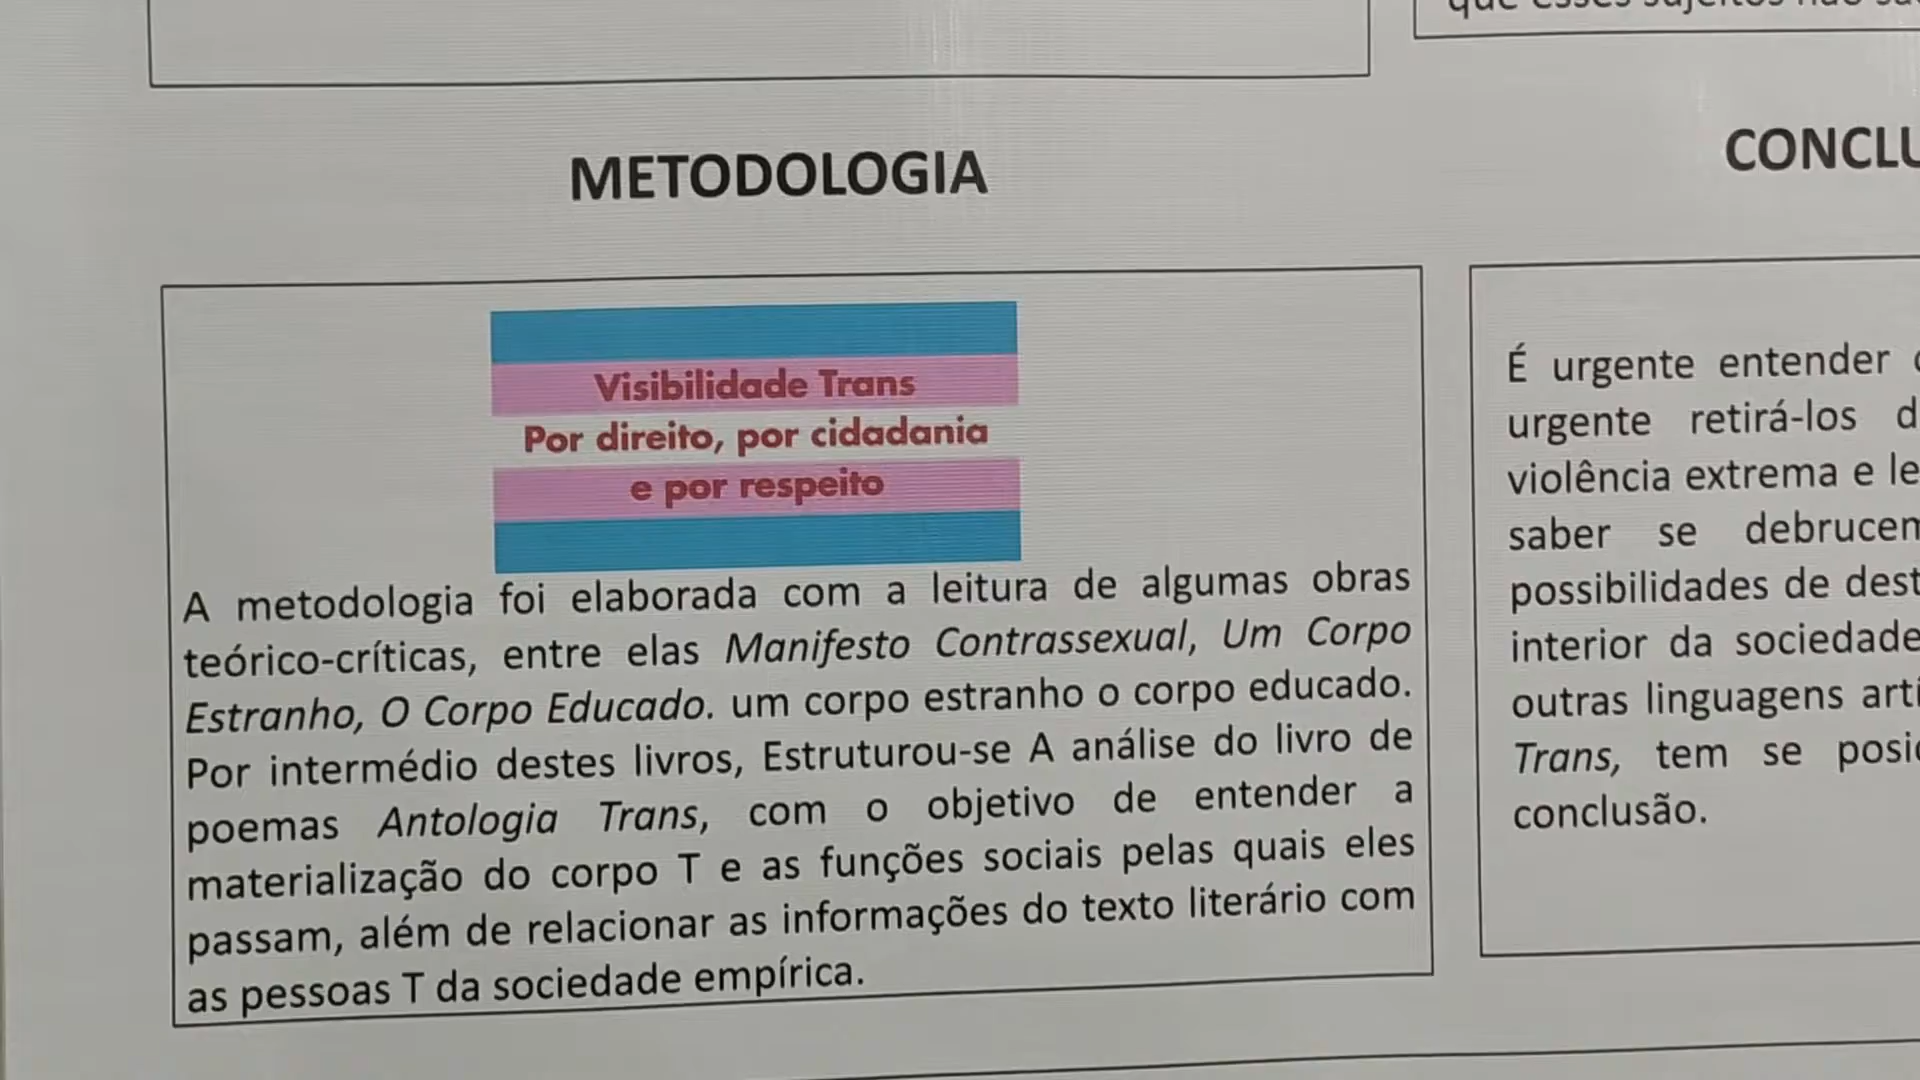 METODOLOGIA
Visibilidade Trans
Por direito, por cidadania
e por respeito
A metodologia foi elaborada com a leitura de algumas obras
teórico-críticas, entre elas Manifesto Contrassexual, Um Corpo
Estranho, O Corpo Educado. um corpo estranho o corpo educado.
Por intermédio destes livros, Estruturou-se A análise do livro de
poemas Antologia Trans, com o objetivo de entender a
materialização do corpo T e as funções sociais pelas quais eles
passam, além de relacionar as informações do texto literário com
as pessoas T da sociedade empírica.
que esses sujeitos não
É urgente entender
urgente retirá-los
violência extrema e
saber se
possibilidades de
interior da sociedade
outras linguagens
Trans, tem se
conclusão.